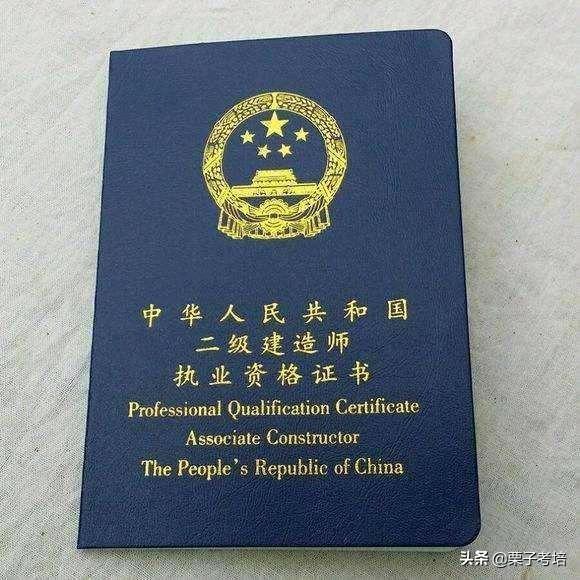 中华人民共和国
二级建造师
执业资格证书
Professional Qualification Certificate
Associate Constructor
The People's Republic of China
头条 @栗子考培